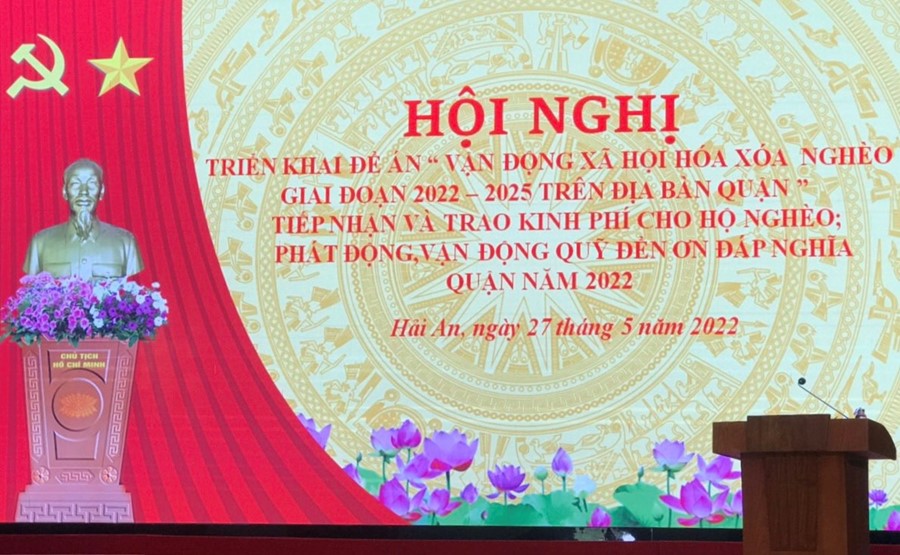 HỘI NGHỊ
TRIỂN KHAI ĐỀ ÁN “ VẬN ĐỘNG XÃ HỘI HÓA XÓA NGHÈO
GIAI ĐOẠN 2022 – 2025 TRÊN ĐỊA BÀN QUẬN ”
TIẾP NHẬN VÀ TRAO KINH PHÍ CHO HỘ NGHÈO;
PHÁT ĐỘNG,VẬN ĐỘNG QUỸ ĐỀN ƠN ĐÁP NGHĨA
QUẬN NĂM 2022
Hải An, ngày 27 tháng 5 năm 2022
CHỦ TỊCH
HỒ CHÍ MINH